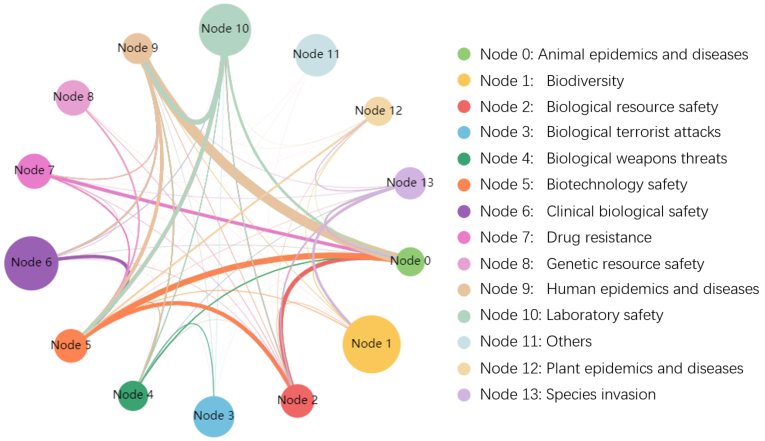 Node 10
Node 9
Node 11
Node 8
Node 12
Node 7
Node 13
Node 6
Node 0
Node 5
Node 1
Node 4
Node 3
Node 2
Node 0: Animal epidemics and diseases
Node 1: Biodiversity
Node 2: Biological resource safety
Node 3: Biological terrorist attacks
Node 4: Biological weapons threats
Node 5: Biotechnology safety
Node 6: Clinical biological safety
Node 7: Drug resistance
Node 8: Genetic resource safety
Node 9: Human epidemics and diseases
Node 10: Laboratory safety
Node 11: Others
Node 12: Plant epidemics and diseases
Node 13: Species invasion